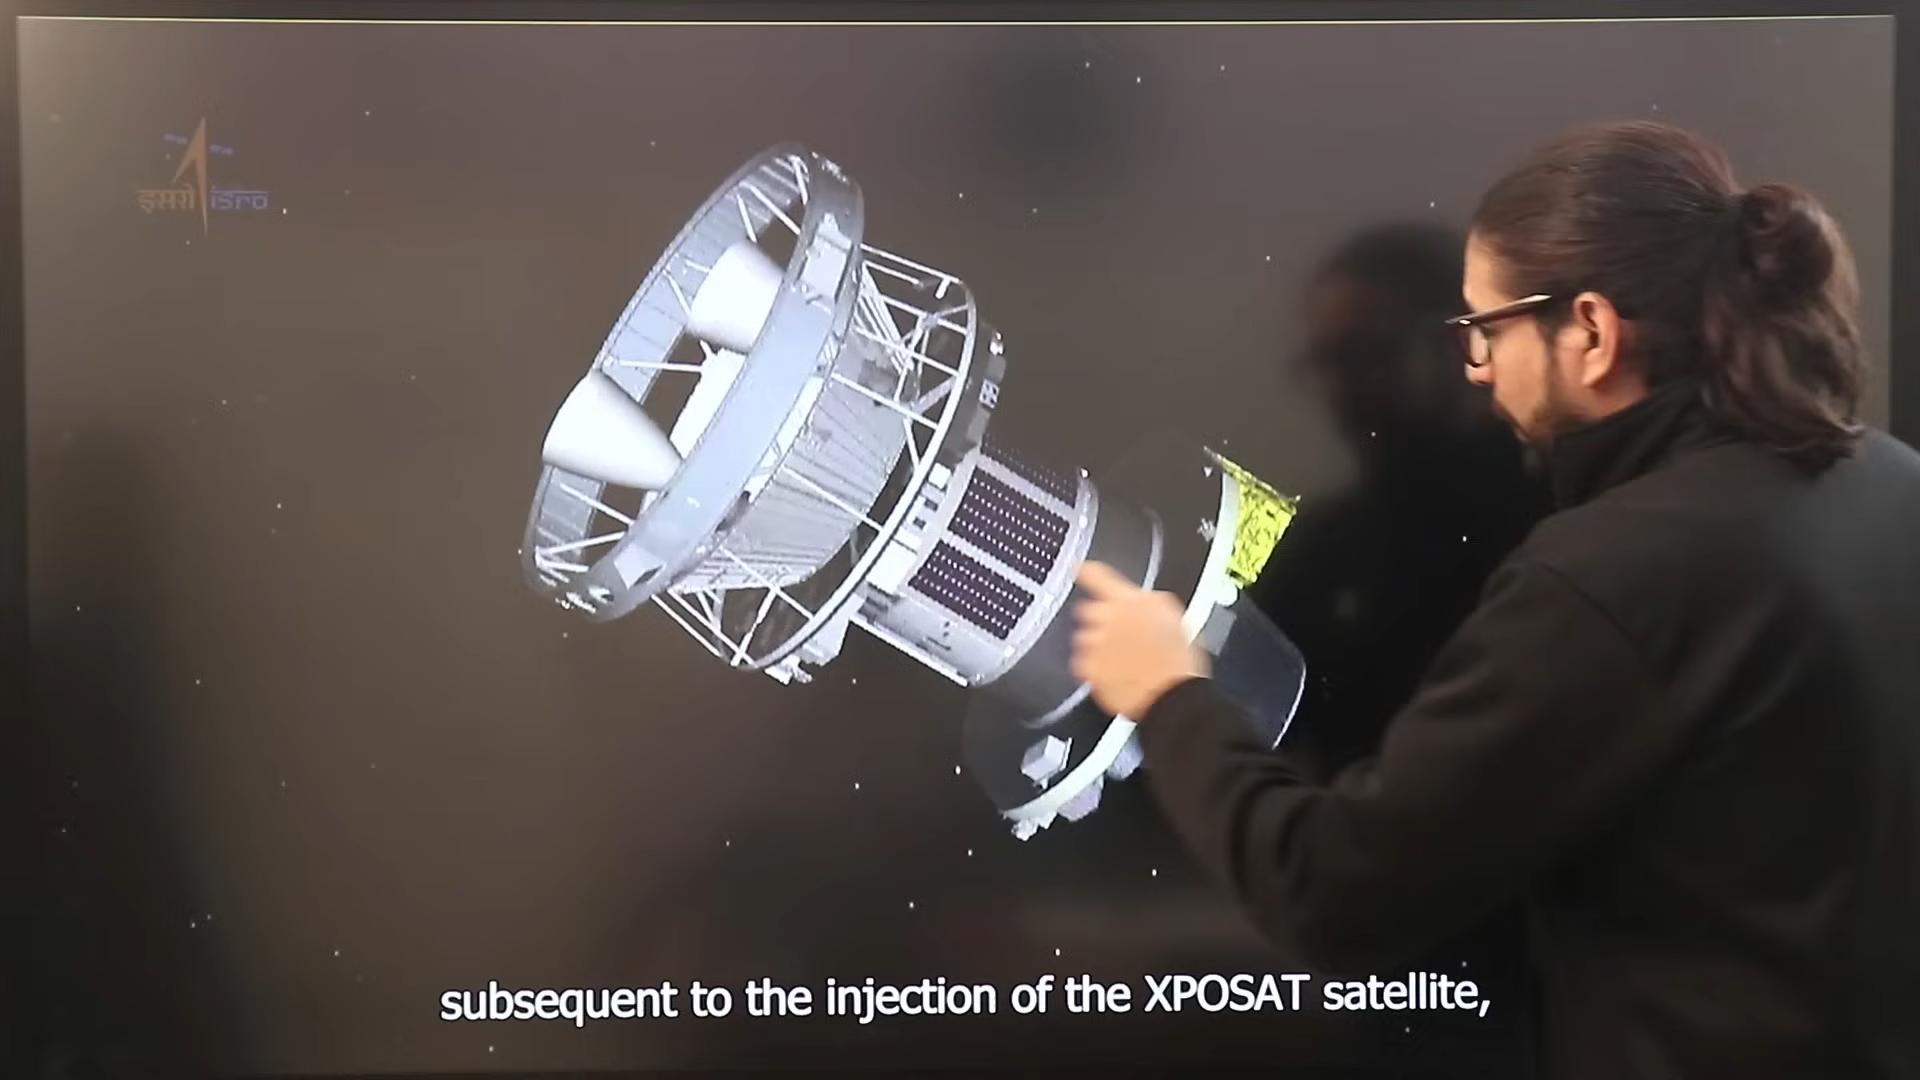 इसरो isro
subsequent to the injection of the XPOSAT satellite,